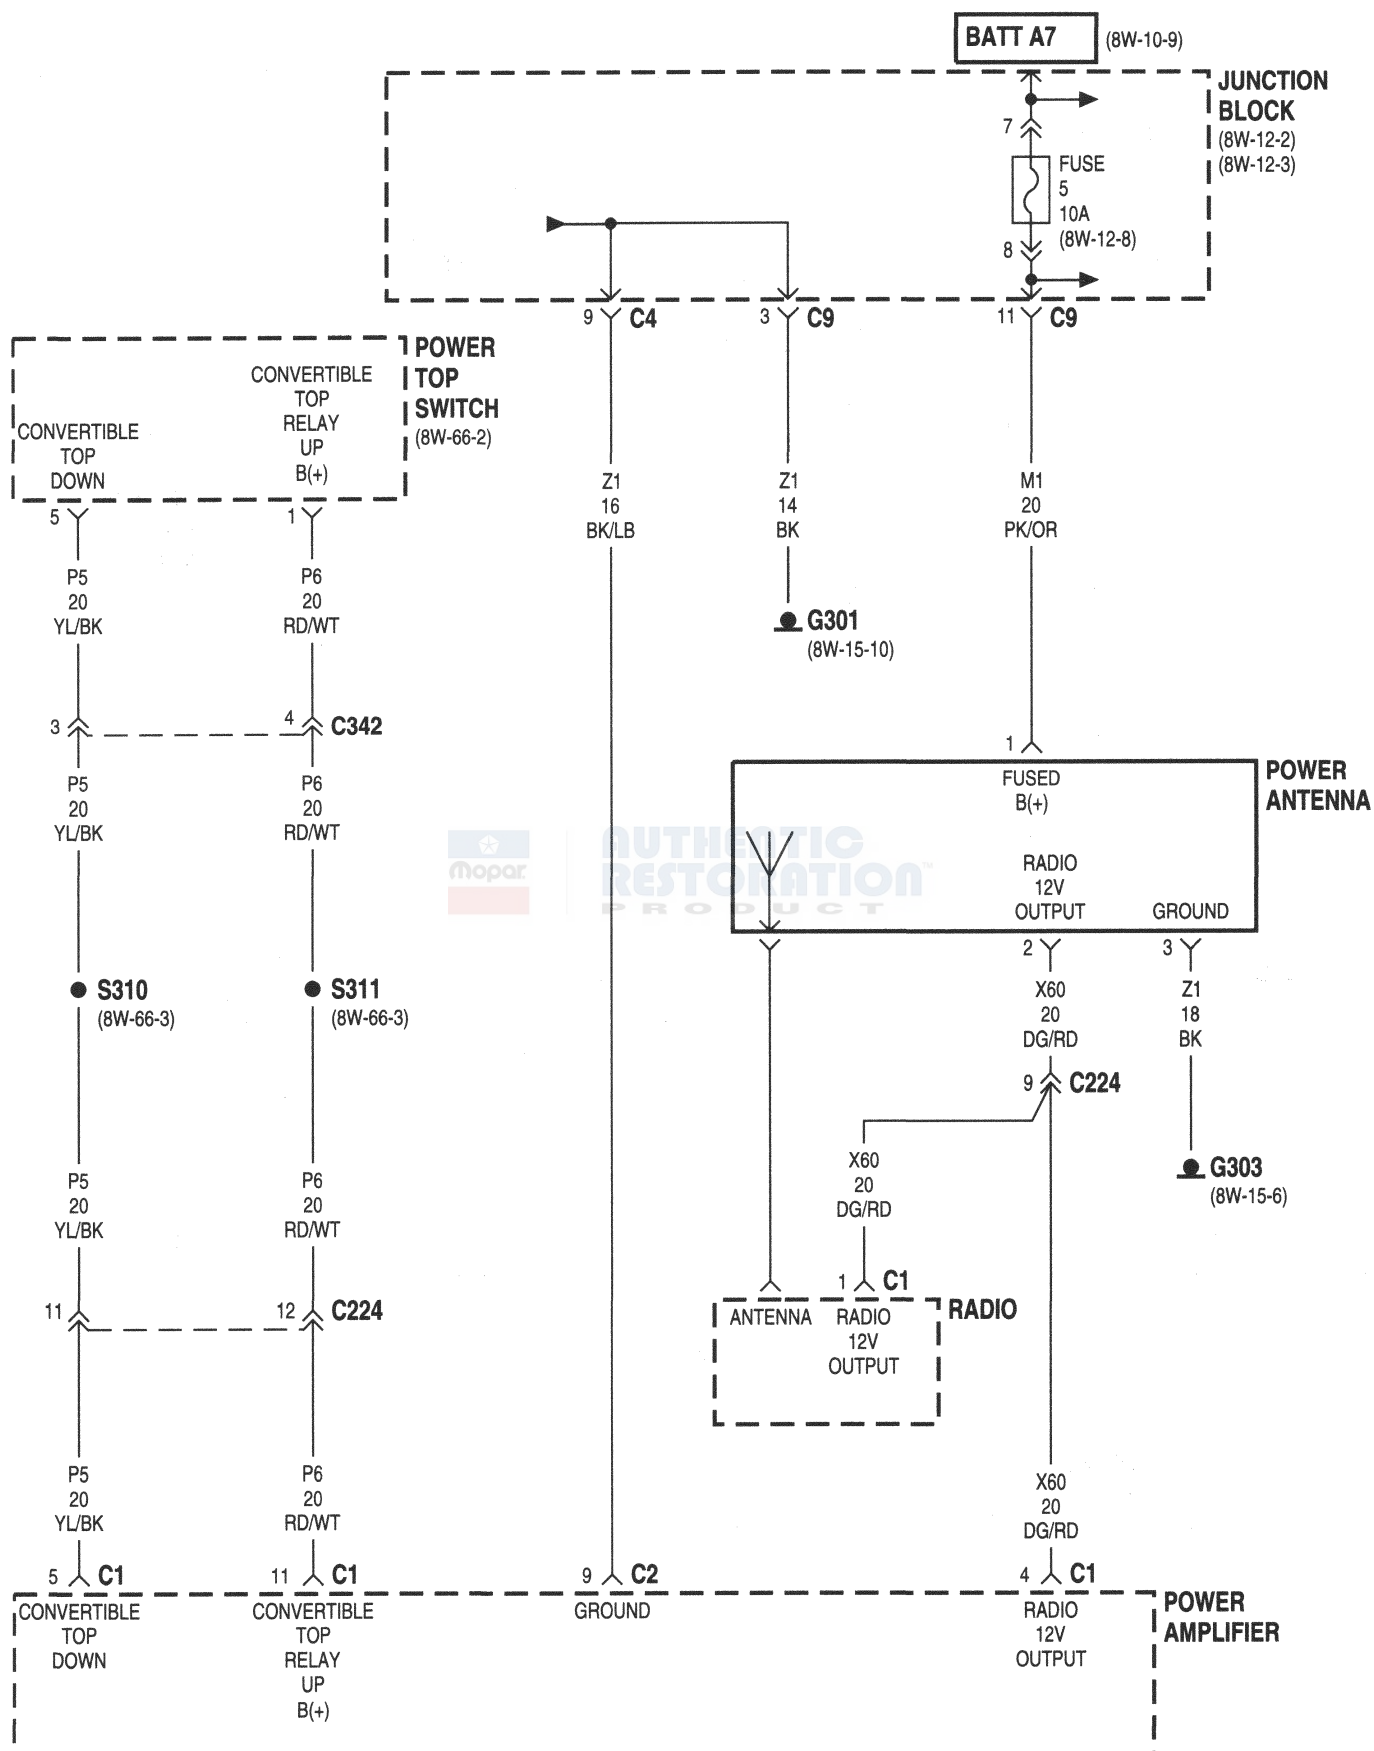 BATT A7
(8W-10-9)
JUNCTION
BLOCK
(8W-12-2)
(8W-12-3)
7
FUSE
5
10A
(8W-12-8)
8
9 C4
3 C9
11 C9
POWER
TOP
SWITCH
(8W-66-2)
CONVERTIBLE
TOP
DOWN
CONVERTIBLE
TOP
RELAY
UP
B(+)
5
1
Z1
16
BK/LB
Z1
14
BK
M1
20
PK/OR
P5
20
YL/BK
P6
20
RD/WT
G301
(8W-15-10)
3
4 C342
1
P5
20
YL/BK
P6
20
RD/WT
FUSED
B(+)
POWER
ANTENNA
Mopar
AUTHENTIC
RESTORATION™
PRODUCT
RADIO
12V
OUTPUT
GROUND
2
3
S310
(8W-66-3)
S311
(8W-66-3)
X60
20
DG/RD
Z1
18
BK
9 C224
G303
(8W-15-6)
X60
20
DG/RD
P5
20
YL/BK
P6
20
RD/WT
1 C1
11
12 C224
RADIO
ANTENNA
RADIO
12V
OUTPUT
P5
20
YL/BK
P6
20
RD/WT
X60
20
DG/RD
5 C1
11 C1
9 C2
4 C1
CONVERTIBLE
TOP
DOWN
CONVERTIBLE
TOP
RELAY
UP
B(+)
GROUND
RADIO
12V
OUTPUT
POWER
AMPLIFIER